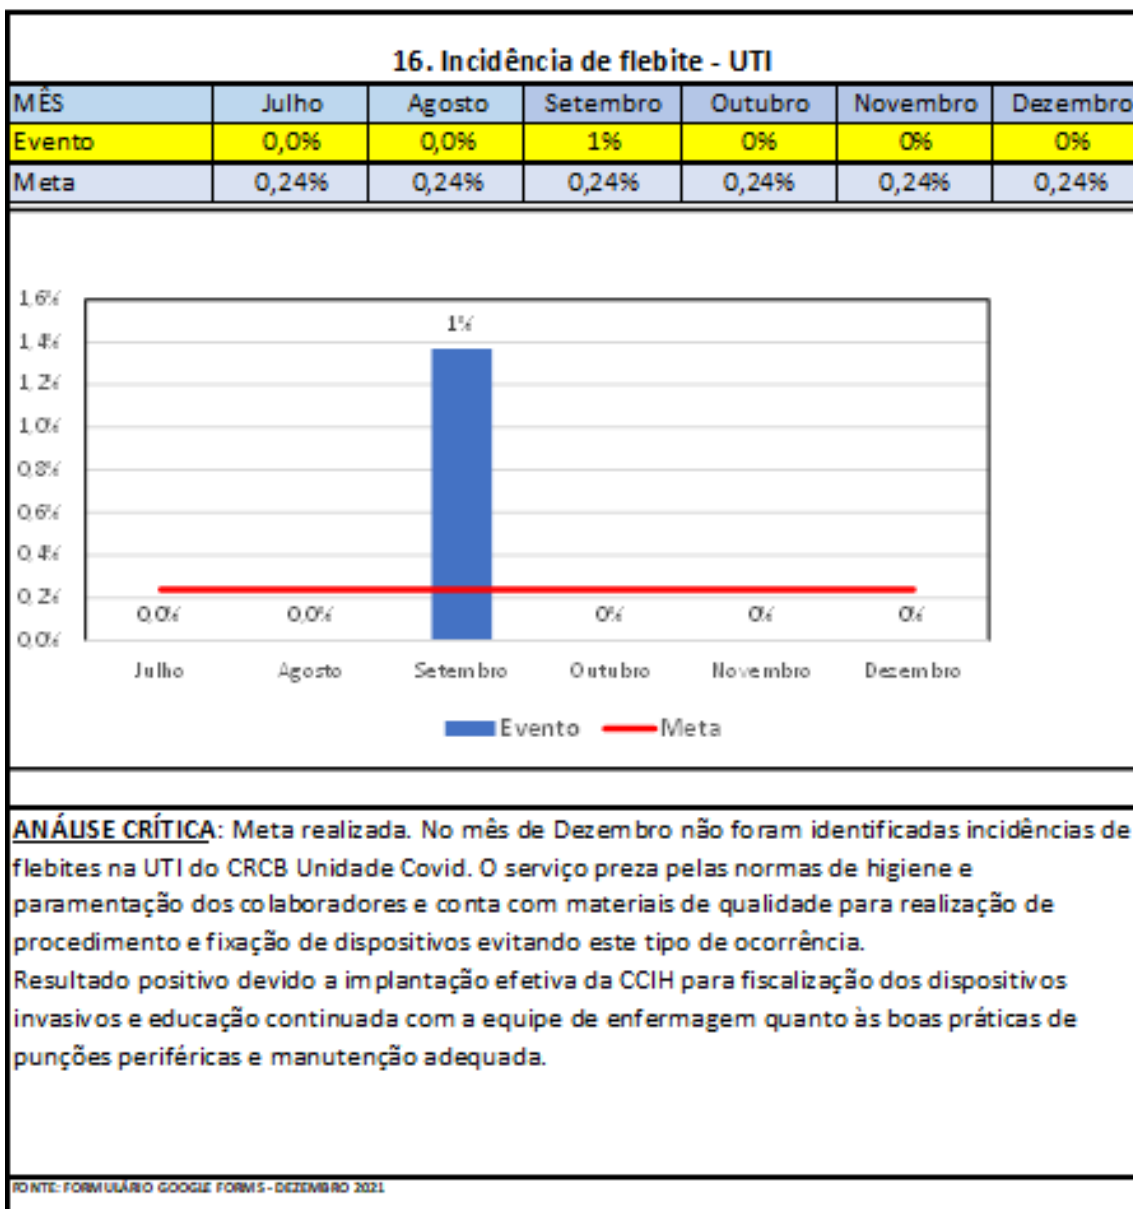 16. Incidência de flebite - UTI
MÊS Julho Agosto Setembro Outubro Novembro Dezembro
Evento 0,0% 0,0% 1% 0% 0% 0%
Meta 0,24% 0,24% 0,24% 0,24% 0,24% 0,24%
1,6%
1%
1,4%
1,2%
1,0%
0,8%
0,6%
0,4%
0,2%
0,0% 0,0% 0% 0% 0%
0,0%
Julho Agosto Setembro Outubro Novembro Dezembro
Evento Meta
ANÁLISE CRÍTICA: Meta realizada. No mês de Dezembro não foram identificadas incidências de
flebites na UTI do CRCB Unidade Covid. O serviço preza pelas normas de higiene e
paramentação dos colaboradores e conta com materiais de qualidade para realização de
procedimento e fixação de dispositivos evitando este tipo de ocorrência.
Resultado positivo devido a implantação efetiva da CCIH para fiscalização dos dispositivos
invasivos e educação continuada com a equipe de enfermagem quanto às boas práticas de
punções periféricas e manutenção adequada.
FONTE: FORMULÁRIO GOOGLE FORMS - DEZEMBRO 2021